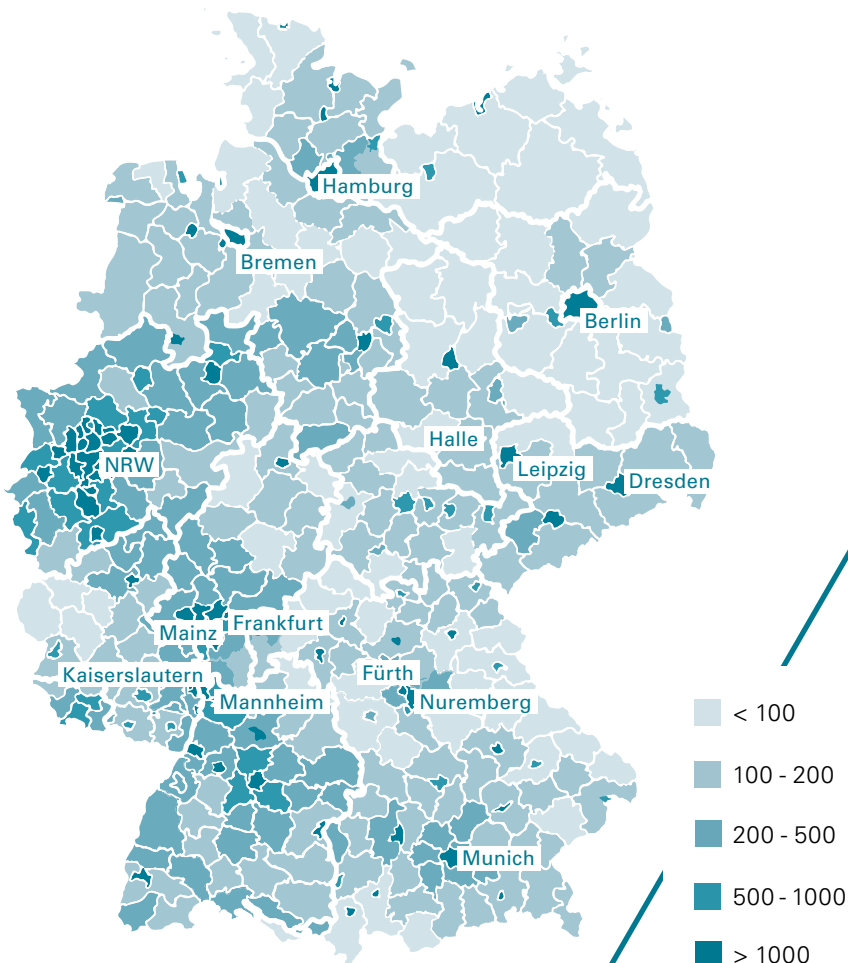 Hamburg
Bremen
Berlin
Halle
NRW
Leipzig
Dresden
Mainz
Frankfurt
Kaiserslautern
Fürth
Mannheim
Nuremberg
Munich
< 100
100 - 200
200 - 500
500 - 1000
> 1000